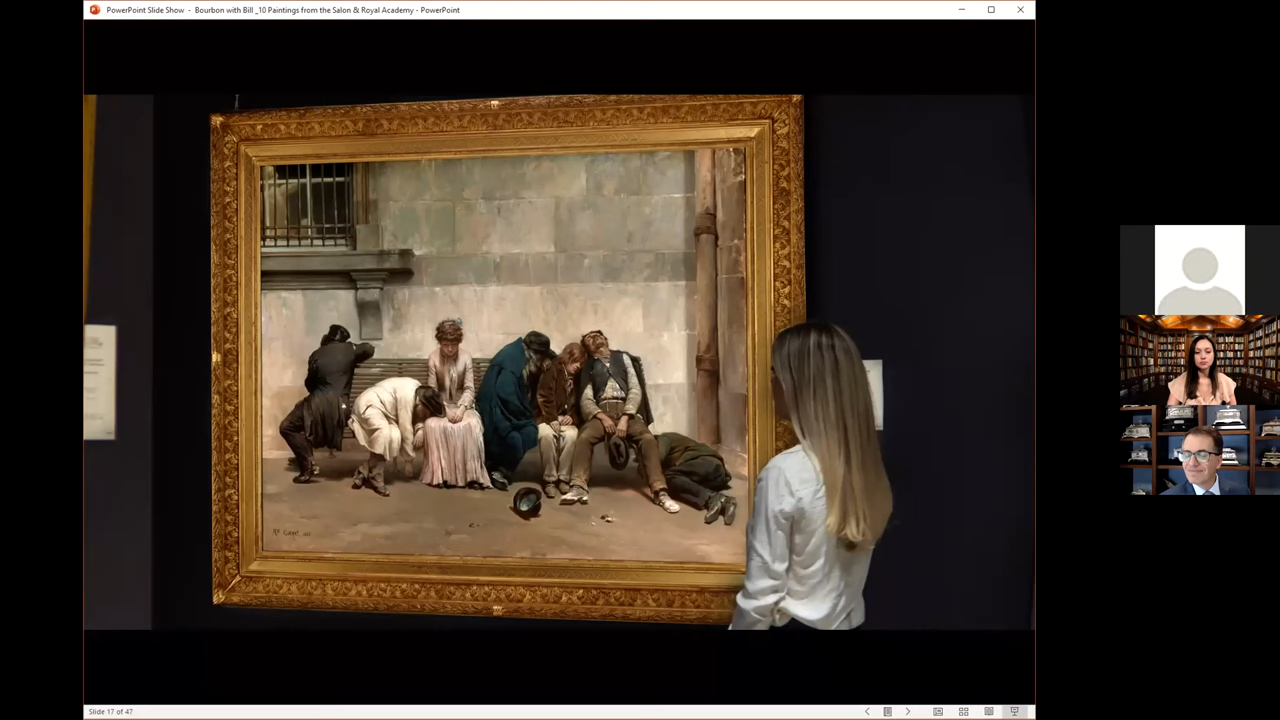 PowerPoint Slide Show - Bourbon with Bill _10 Paintings from the Salon & Royal Academy - PowerPoint
Slide 17 of 47